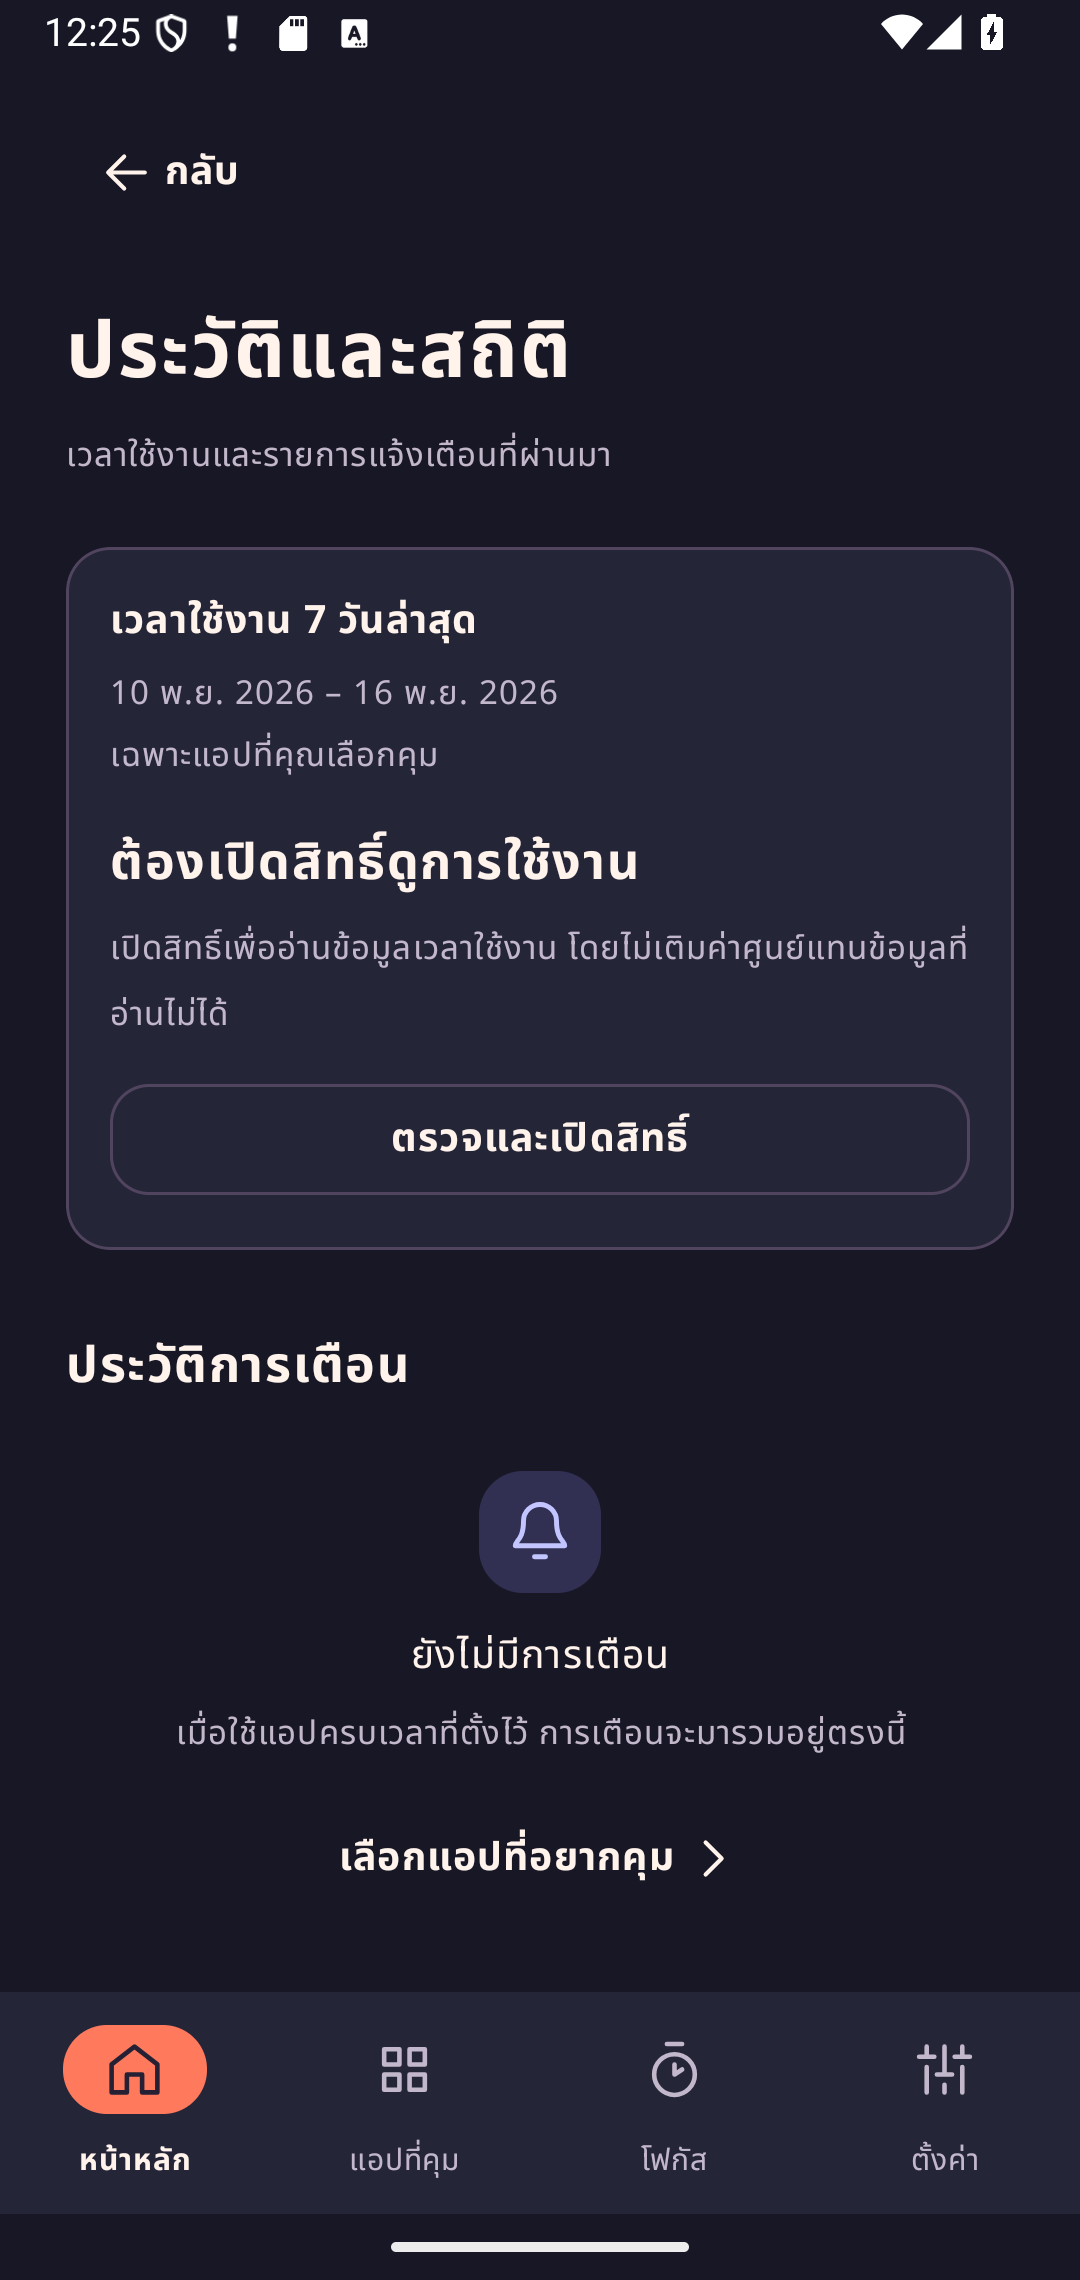 12:25
กลับ
ประวัติและสถิติ
เวลาใช้งานและรายการแจ้งเตือนที่ผ่านมา
เวลาใช้งาน 7 วันล่าสุด
10 พ.ย. 2026 – 16 พ.ย. 2026
เฉพาะแอปที่คุณเลือกคุม
ต้องเปิดสิทธิ์ดูการใช้งาน
เปิดสิทธิ์เพื่ออ่านข้อมูลเวลาใช้งาน โดยไม่เติมค่าศูนย์แทนข้อมูลที่
อ่านไม่ได้
ตรวจและเปิดสิทธิ์
ประวัติการเตือน
ยังไม่มีการเตือน
เมื่อใช้แอปครบเวลาที่ตั้งไว้ การเตือนจะมารวมอยู่ตรงนี้
เลือกแอปที่อยากคุม
หน้าหลัก
แอปที่คุม
โฟกัส
ตั้งค่า